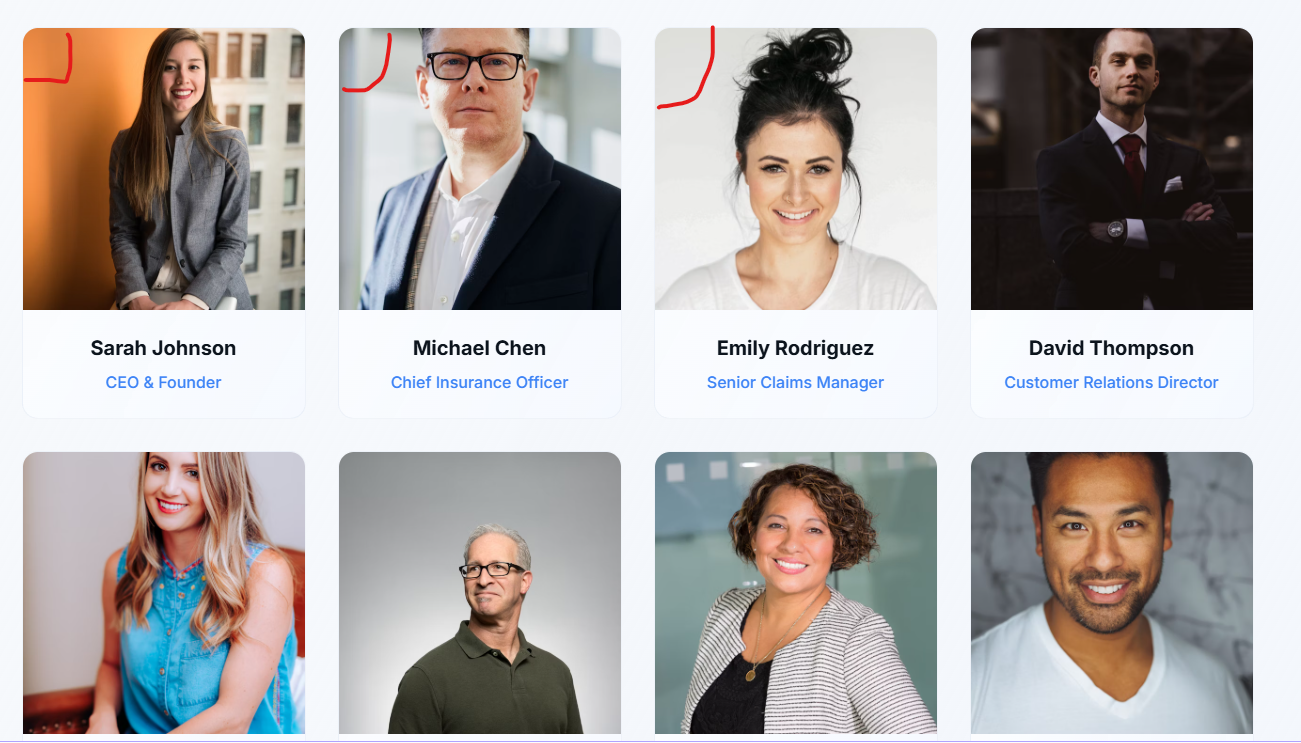 Sarah Johnson
CEO & Founder
Michael Chen
Chief Insurance Officer
Emily Rodriguez
Senior Claims Manager
David Thompson
Customer Relations Director